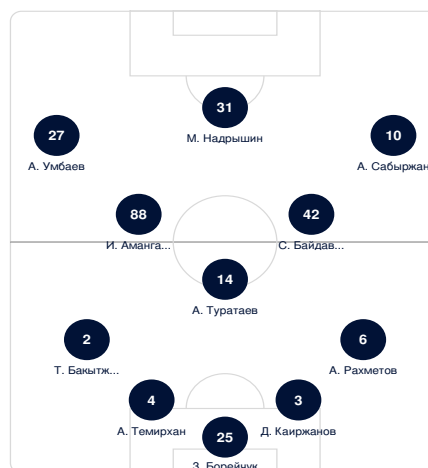 31
М. Надрышин
27
А. Умбаев
10
А. Сабыржан
88
И. Аманга...
42
С. Байдав...
14
А. Туратаев
2
Т. Бакытж...
6
А. Рахметов
4
А. Темирхан
3
Д. Каиржанов
25
З. Борейчук